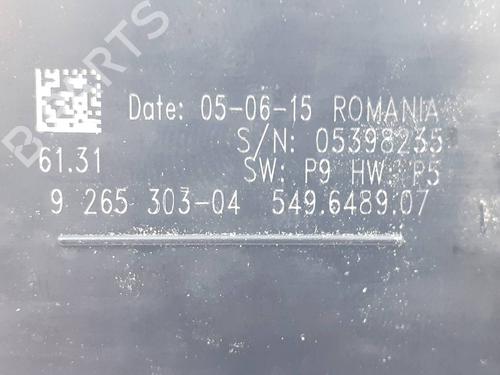 Date: 05-06-15 ROMANIA
S/N: 05398235
61.31
SW: P9 HW: P5
9 265 303-04 549.6489.07
PARTS